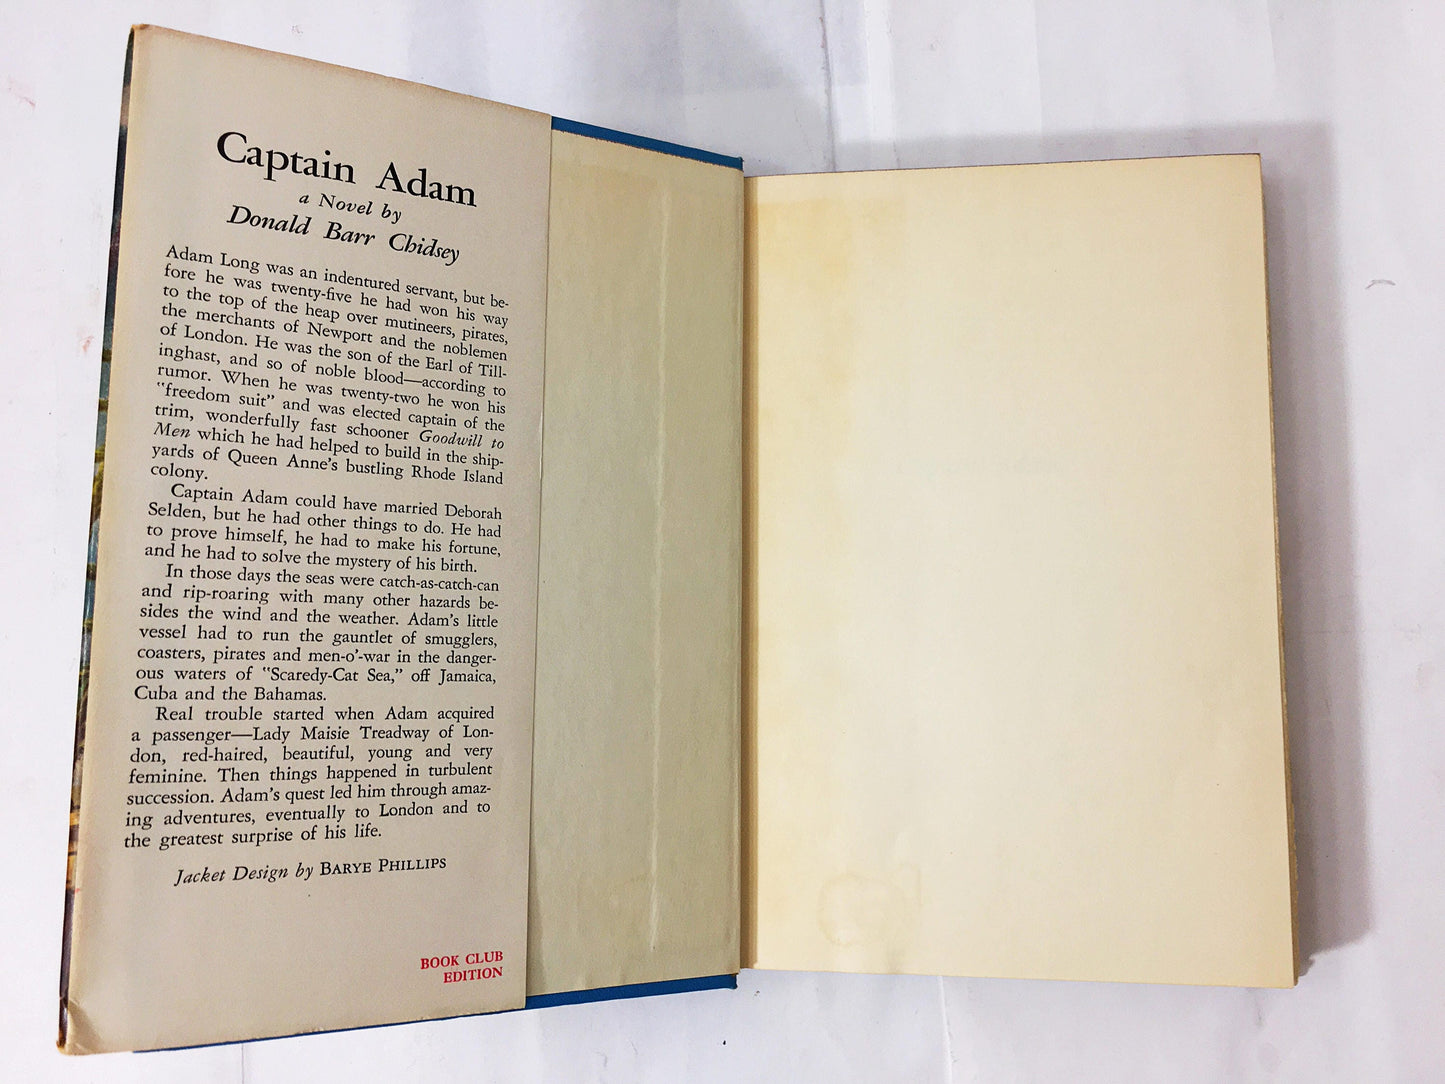 Captain Adam
a Novel by
Donald Barr Chidsey
Adam Long was an indentured servant, but be-
fore he was twenty-five he had won his way
to the top of the heap over mutineers, pirates,
the merchants of Newport and the noblemen
of London. He was the son of the Earl of Till-
inghast, and so of noble blood—according to
rumor. When he was twenty-two he won his
"freedom suit" and was elected captain of the
trim, wonderfully fast schooner Goodwill to
Men which he had helped to build in the ship-
yards of Queen Anne's bustling Rhode Island
colony.
Captain Adam could have married Deborah
Selden, but he had other things to do. He had
to prove himself, he had to make his fortune,
and he had to solve the mystery of his birth.
In those days the seas were catch-as-catch-can
and rip-roaring with many other hazards be-
sides the wind and the weather. Adam's little
vessel had to run the gauntlet of smugglers,
coasters, pirates and men-o'-war in the danger-
ous waters of "Scaredy-Cat Sea," off Jamaica,
Cuba and the Bahamas.
Real trouble started when Adam acquired
a passenger—Lady Maisie Treadway of Lon-
don, red-haired, beautiful, young and very
feminine. Then things happened in turbulent
succession. Adam's quest led him through amaz-
ing adventures, eventually to London and to
the greatest surprise of his life.
Jacket Design by BARYE PHILLIPS
BOOK CLUB
EDITION